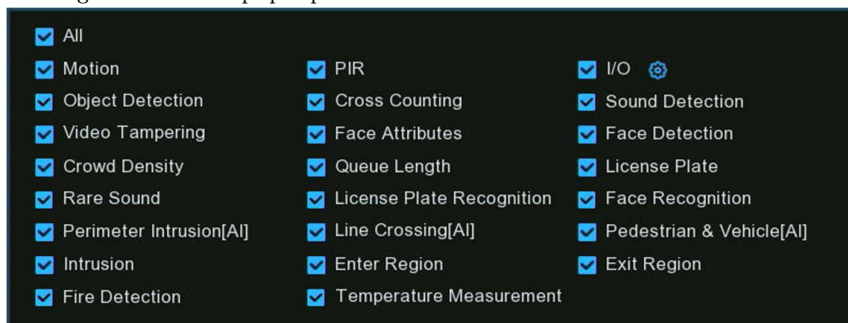 All
Motion PIR I/O
Object Detection Cross Counting Sound Detection
Video Tampering Face Attributes Face Detection
Crowd Density Queue Length License Plate
Rare Sound License Plate Recognition Face Recognition
Perimeter Intrusion[AI] Line Crossing[AI] Pedestrian & Vehicle[AI]
Intrusion Enter Region Exit Region
Fire Detection Temperature Measurement